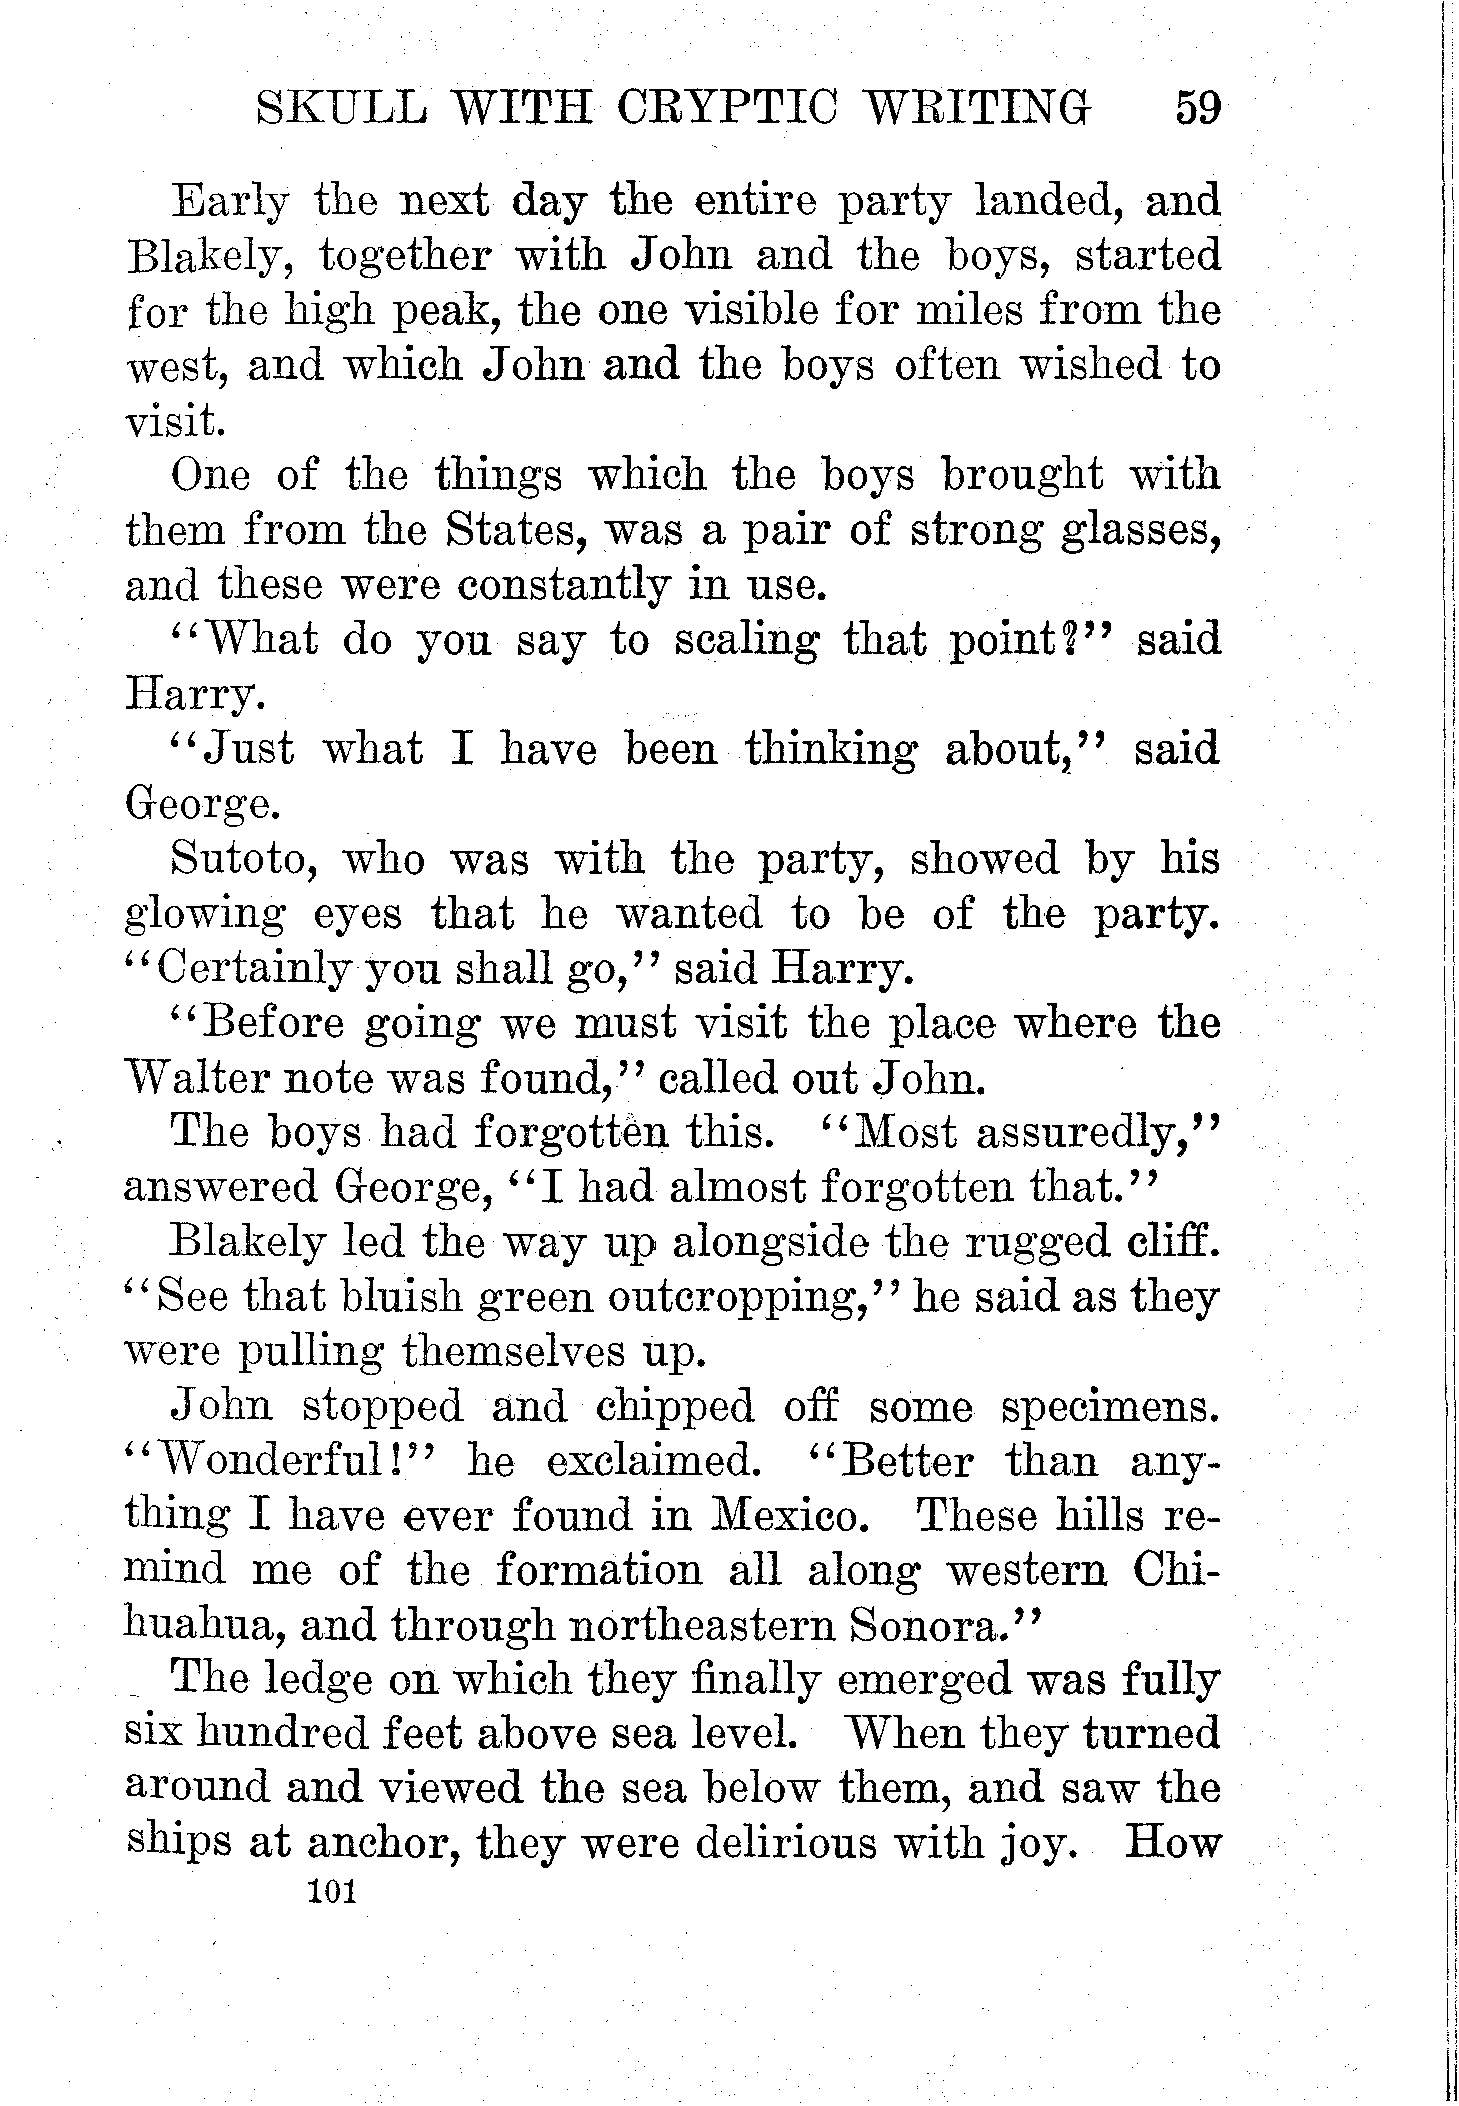 SKULL WITH CRYPTIC WRITING 59
Early the next day the entire party landed, and
Blakely, together with John and the boys, started
for the high peak, the one visible for miles from the
west, and which John and the boys often wished to
visit.
One of the things which the boys brought with
them from the States, was a pair of strong glasses,
and these were constantly in use.
"What do you say to scaling that point?" said
Harry.
"Just what I have been thinking about," said
George.
Sutoto, who was with the party, showed by his
glowing eyes that he wanted to be of the party.
"Certainly you shall go," said Harry.
"Before going we must visit the place where the
Walter note was found," called out John.
The boys had forgotten this. "Most assuredly,"
answered George, "I had almost forgotten that."
Blakely led the way up alongside the rugged cliff.
"See that bluish green outcropping," he said as they
were pulling themselves up.
John stopped and chipped off some specimens.
"Wonderful!" he exclaimed. "Better than any-
thing I have ever found in Mexico. These hills re-
mind me of the formation all along western Chi-
huahua, and through northeastern Sonora."
The ledge on which they finally emerged was fully
six hundred feet above sea level. When they turned
around and viewed the sea below them, and saw the
ships at anchor, they were delirious with joy. How
101